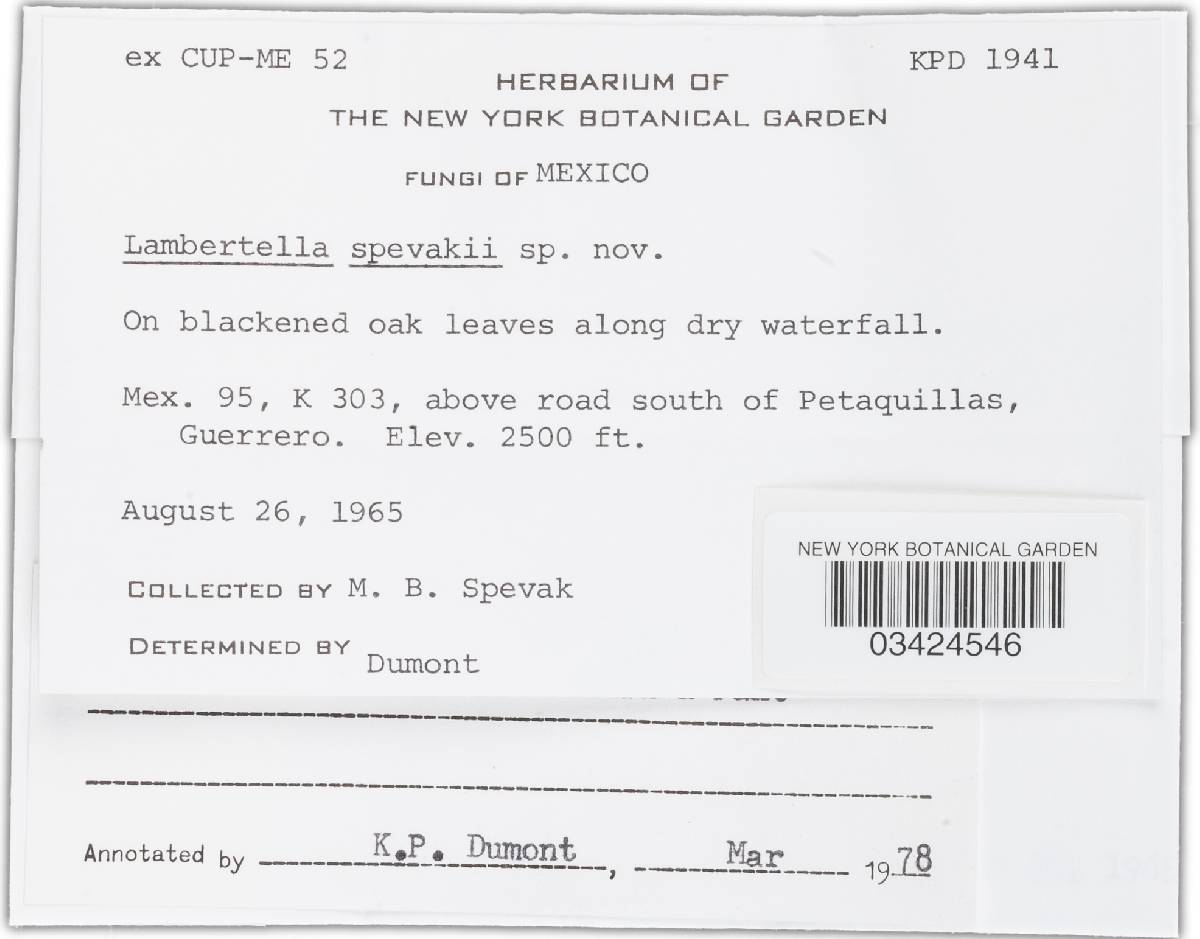 ex CUP-ME 52
KPD 1941
HERBARIUM OF
THE NEW YORK BOTANICAL GARDEN
FUNGI OF MEXICO
Lambertella spevakii sp. nov.
On blackened oak leaves along dry waterfall.
Mex. 95, K 303, above road south of Petaquillas,
Guerrero. Elev. 2500 ft.
August 26, 1965
COLLECTED BY M. B. Spevak
DETERMINED BY Dumont
NEW YORK BOTANICAL GARDEN
03424546
Annotated by K.P. Dumont, Mar 1978